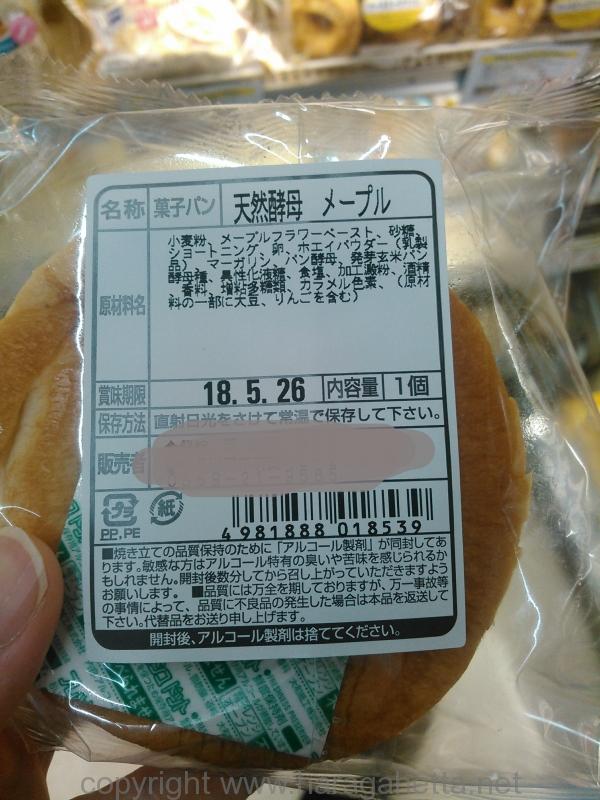 名称 菓子パン 天然酵母 メープル
原材料名
小麦粉、メープルフラワーペースト、砂糖、
ショートニング、卵、ホエイパウダー（乳製
品）、マーガリン、パン酵母、発芽玄米パン
酵母種、異性化液糖、食塩、加工澱粉、酒精、
香料、増粘多糖類、カラメル色素、（原材
料の一部に大豆、りんごを含む）
賞味期限 18.5.26 内容量 1個
保存方法 直射日光をさけて常温で保存して下さい。
販売者
プラ 紙
PP,PE
4 981888 018539
■焼き立ての品質保持のために「アルコール製剤」が同封してあ
ります。敏感な方はアルコール特有の臭いや苦味を感じられるか
もしれません。開封後数分してから召し上がっていただきますよう
お願いします。 ■品質には万全を期しておりますが、万一事故等
の事情によって、品質に不良品の発生した場合は本品を返送して
下さい。代替品をお送り申し上げます。
開封後、アルコール製剤は捨ててください。
copyright www.haragahetta.net